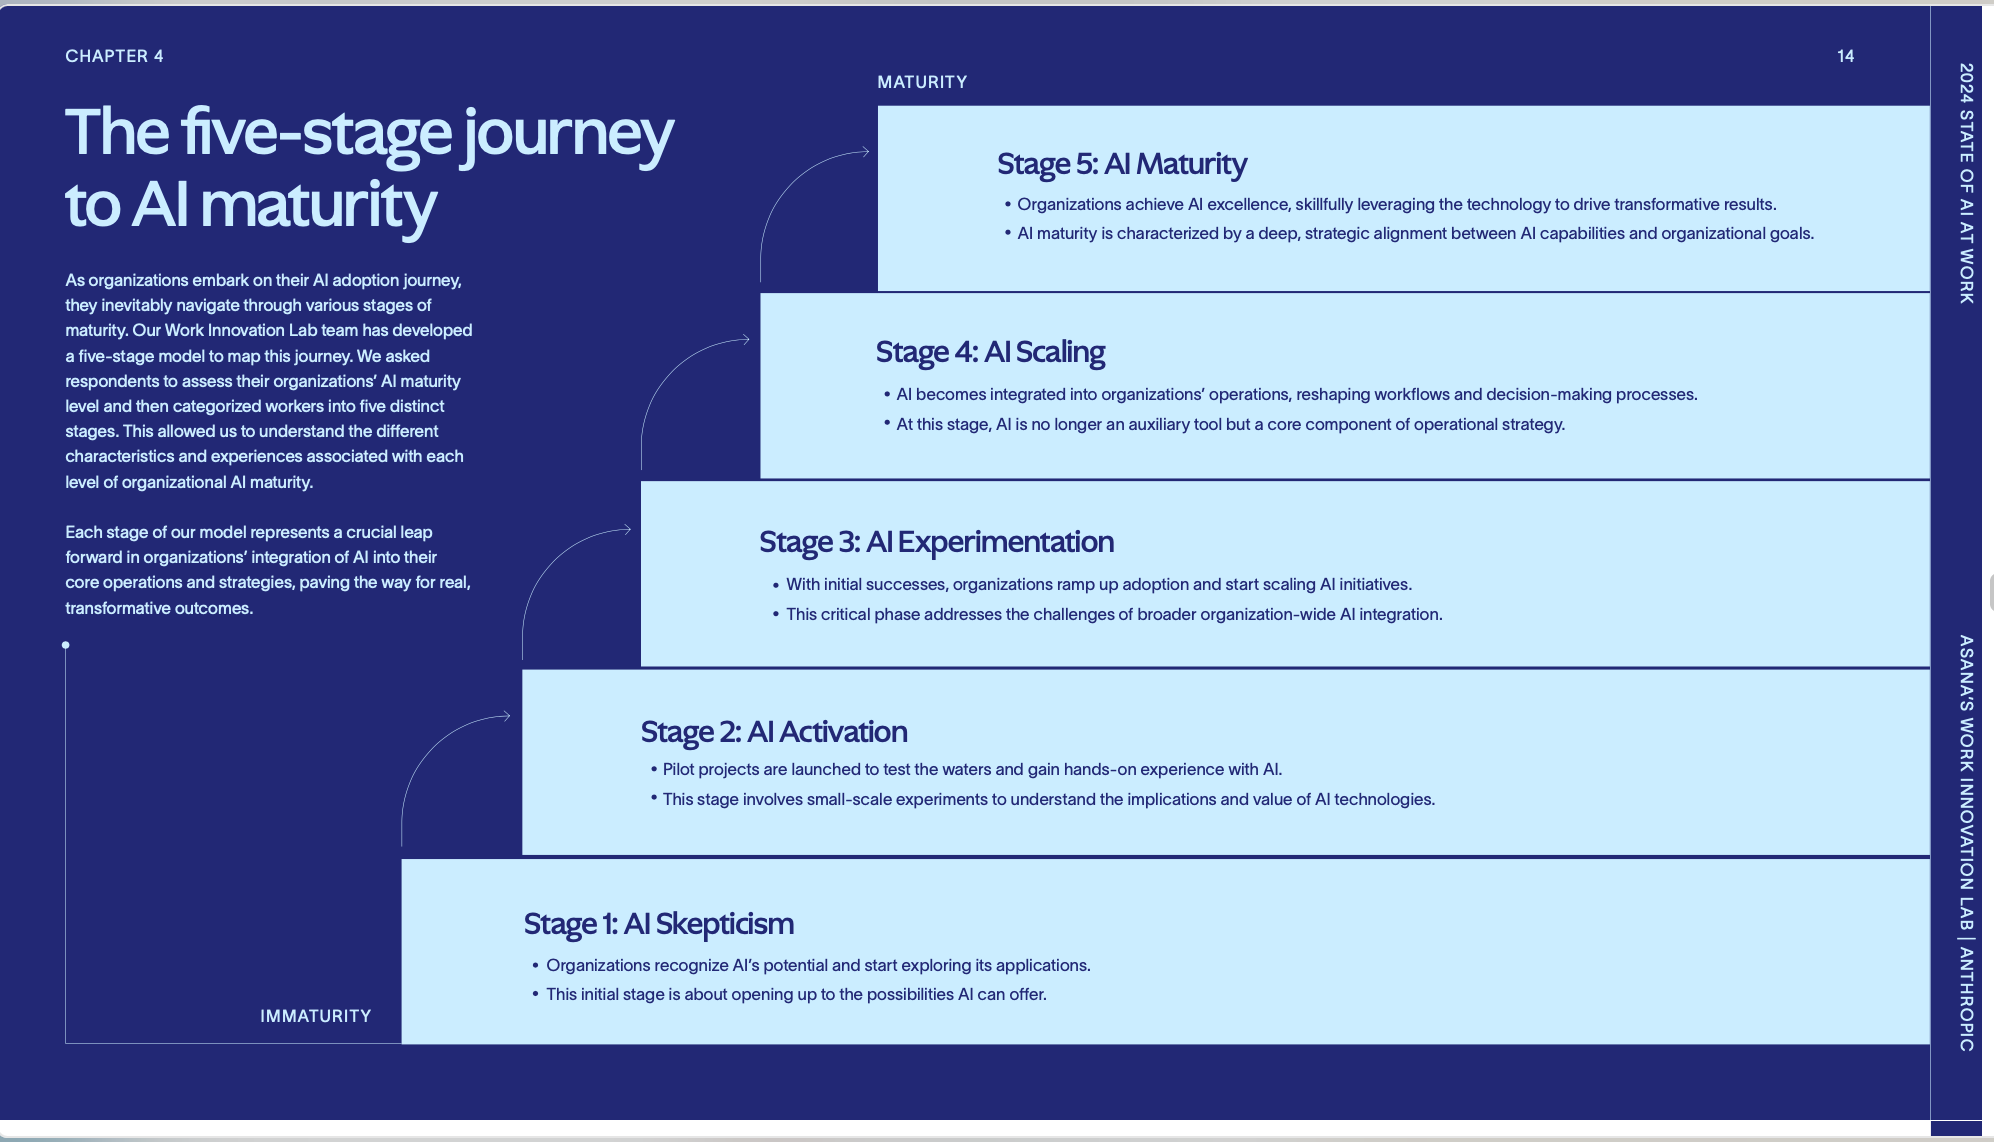 CHAPTER 4
14
The five-stage journey
to AI maturity
As organizations embark on their AI adoption journey,
they inevitably navigate through various stages of
maturity. Our Work Innovation Lab team has developed
a five-stage model to map this journey. We asked
respondents to assess their organizations’ AI maturity
level and then categorized workers into five distinct
stages. This allowed us to understand the different
characteristics and experiences associated with each
level of organizational AI maturity.
Each stage of our model represents a crucial leap
forward in organizations’ integration of AI into their
core operations and strategies, paving the way for real,
transformative outcomes.
MATURITY
Stage 5: AI Maturity
• Organizations achieve AI excellence, skillfully leveraging the technology to drive transformative results.
• AI maturity is characterized by a deep, strategic alignment between AI capabilities and organizational goals.
Stage 4: AI Scaling
• AI becomes integrated into organizations’ operations, reshaping workflows and decision-making processes.
• At this stage, AI is no longer an auxiliary tool but a core component of operational strategy.
Stage 3: AI Experimentation
• With initial successes, organizations ramp up adoption and start scaling AI initiatives.
• This critical phase addresses the challenges of broader organization-wide AI integration.
Stage 2: AI Activation
• Pilot projects are launched to test the waters and gain hands-on experience with AI.
• This stage involves small-scale experiments to understand the implications and value of AI technologies.
Stage 1: AI Skepticism
• Organizations recognize AI’s potential and start exploring its applications.
• This initial stage is about opening up to the possibilities AI can offer.
IMMATURITY
2024 STATE OF AI AT WORK
ASANA’S WORK INNOVATION LAB | ANTHROPIC